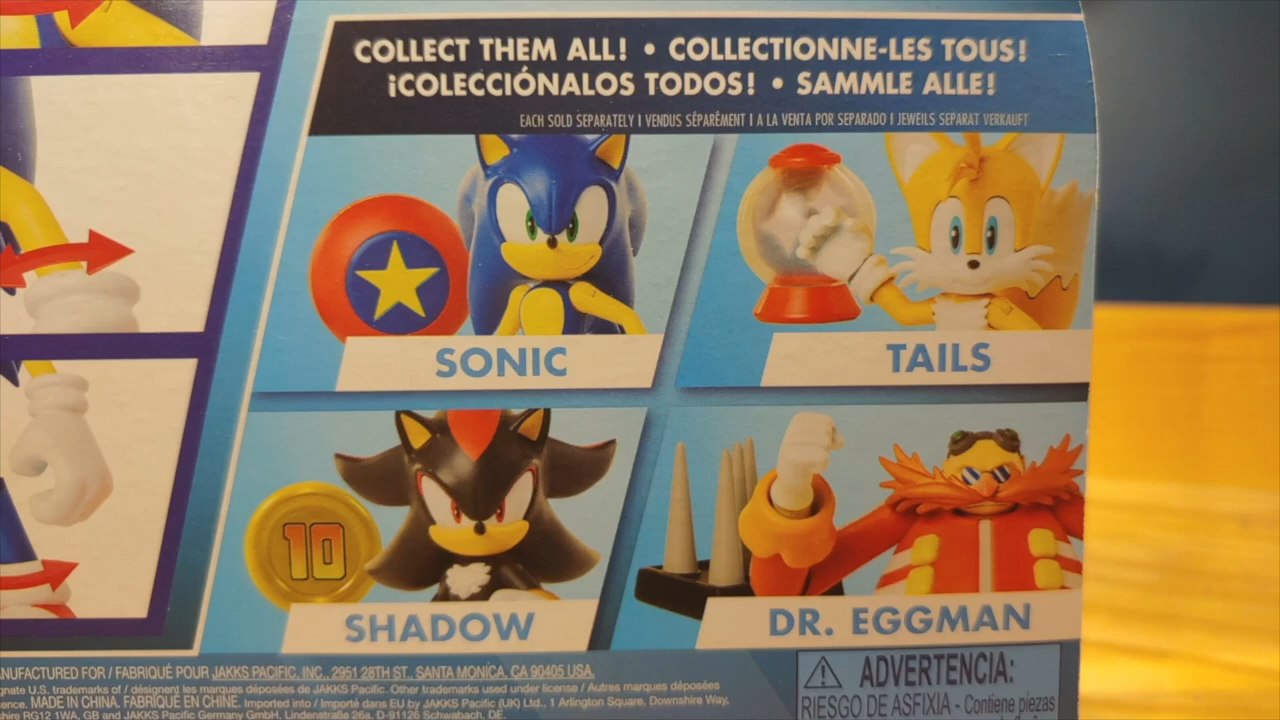 COLLECT THEM ALL! • COLLECTIONNE-LES TOUS!
¡COLECCIÓNALOS TODOS! • SAMMLE ALLE!
EACH SOLD SEPARATELY I VENDUS SÉPARÉMENT I A LA VENTA POR SEPARADO I JEWEILS SEPARAT VERKAUFT
SONIC
TAILS
10
SHADOW
DR. EGGMAN
NUFACTURED FOR / FABRIQUÉ POUR JAKKS PACIFIC, INC., 2951 28TH ST., SANTA MONICA, CA 90405 USA.
gnate U.S. trademarks of / désignent les marques déposées de JAKKS Pacific. Other trademarks used under license / Autres marques déposées
ence. MADE IN CHINA. FABRIQUÉ EN CHINE. Imported into / Importé dans EU by JAKKS Pacific (UK) Ltd., 1 Arlington Square, Downshire Way,
hire RG12 1WA, GB and JAKKS Pacific Germany GmbH, Lindenstraße 26a, D-91126 Schwabach, DE.
ADVERTENCIA:
RIESGO DE ASFIXIA - Contiene piezas